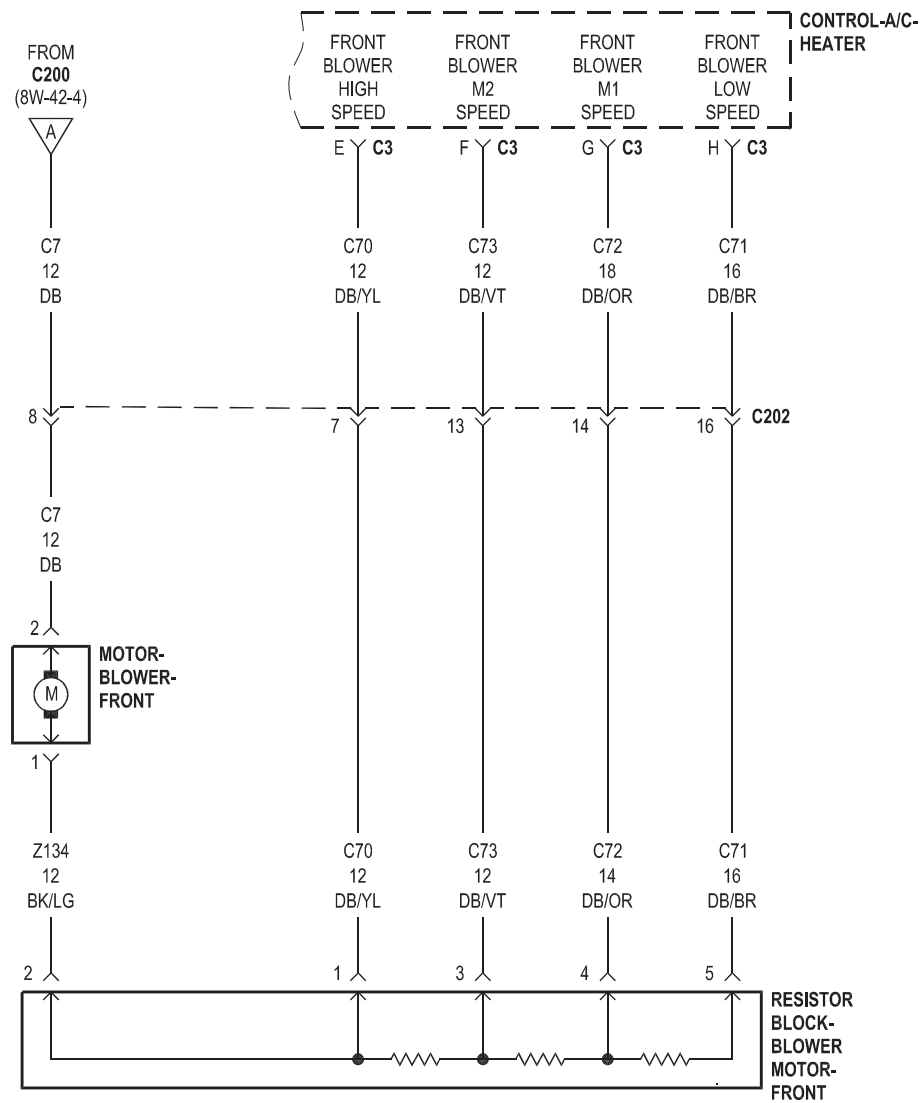 CONTROL-A/C-
HEATER
FROM
C200
(8W-42-4)
A
FRONT
BLOWER
HIGH
SPEED
FRONT
BLOWER
M2
SPEED
FRONT
BLOWER
M1
SPEED
FRONT
BLOWER
LOW
SPEED
E C3
F C3
G C3
H C3
C7
12
DB
C70
12
DB/YL
C73
12
DB/VT
C72
18
DB/OR
C71
16
DB/BR
8
7
13
14
16
C202
C7
12
DB
2
MOTOR-
BLOWER-
FRONT
M
1
Z134
12
BK/LG
C70
12
DB/YL
C73
12
DB/VT
C72
14
DB/OR
C71
16
DB/BR
2
1
3
4
5
RESISTOR
BLOCK-
BLOWER
MOTOR-
FRONT